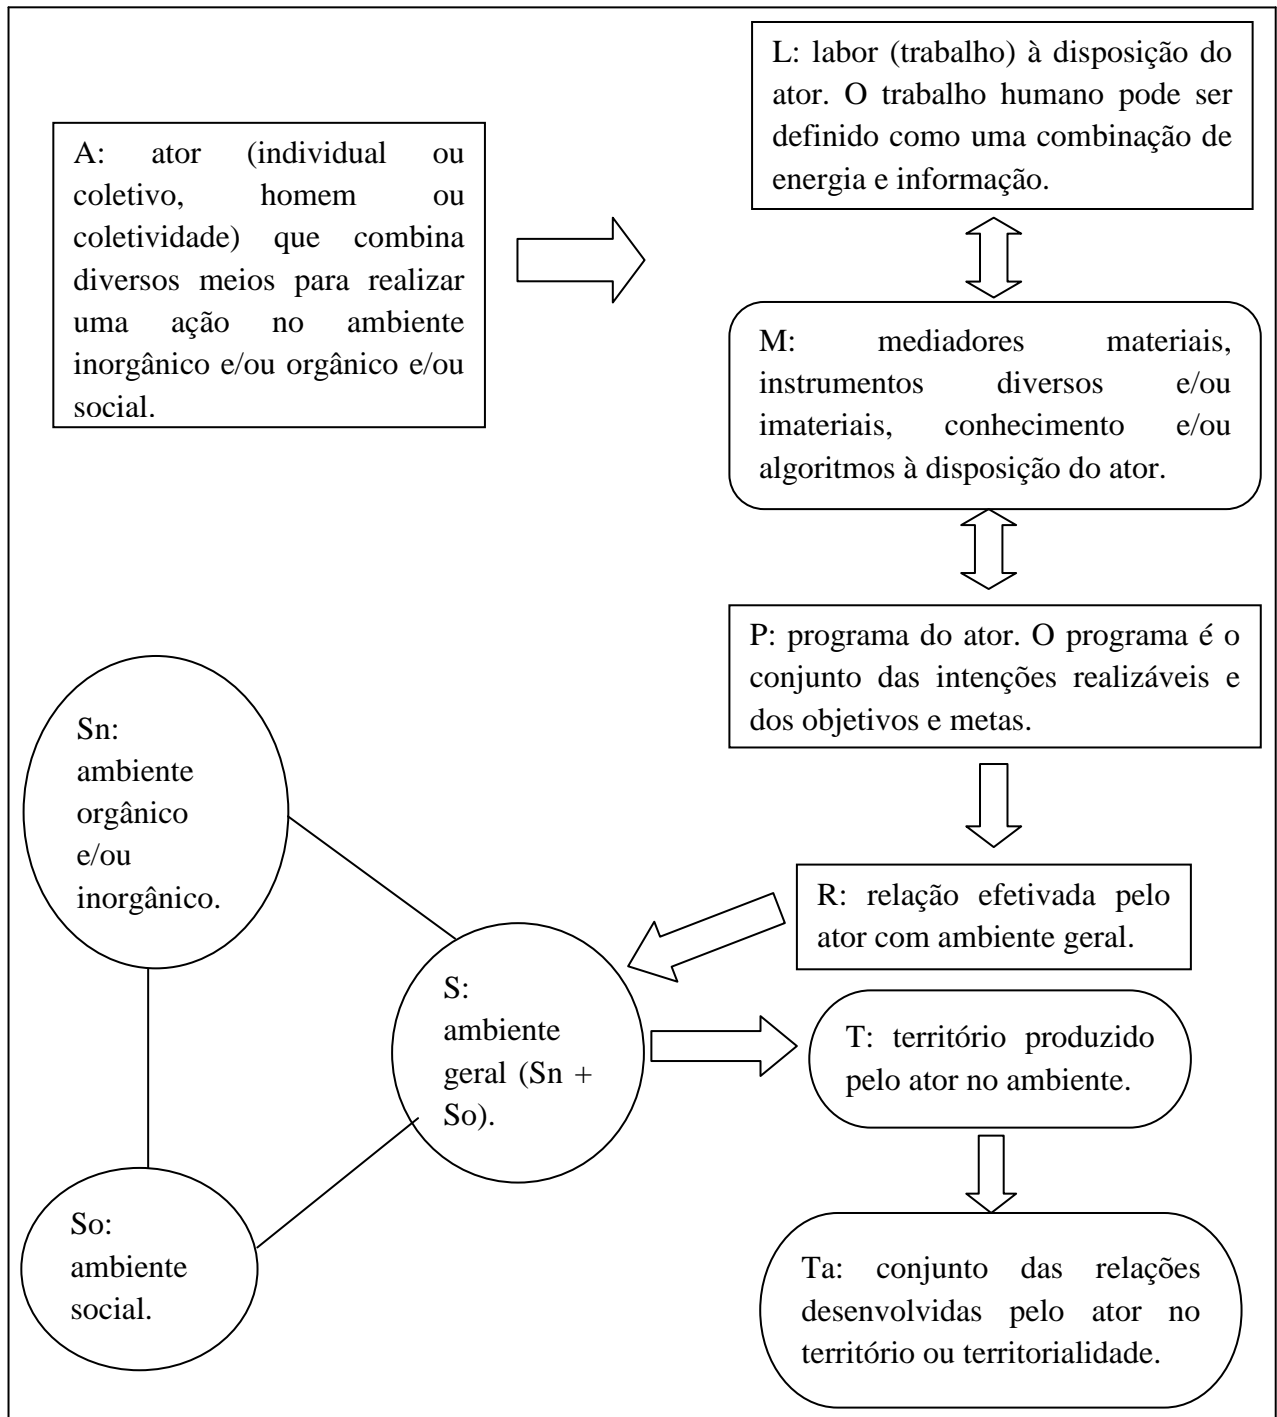 L: labor (trabalho) à disposição do
ator. O trabalho humano pode ser
definido como uma combinação de
energia e informação.
A: ator (individual ou
coletivo, homem ou
coletividade) que combina
diversos meios para realizar
uma ação no ambiente
inorgânico e/ou orgânico e/ou
social.
M: mediadores materiais,
instrumentos diversos e/ou
imateriais, conhecimento e/ou
algoritmos à disposição do ator.
P: programa do ator. O programa é o
conjunto das intenções realizáveis e
dos objetivos e metas.
Sn:
ambiente
orgânico
e/ou
inorgânico.
R: relação efetivada pelo
ator com ambiente geral.
S:
ambiente
geral (Sn +
So).
T: território produzido
pelo ator no ambiente.
So:
ambiente
social.
Ta: conjunto das relações
desenvolvidas pelo ator no
território ou territorialidade.